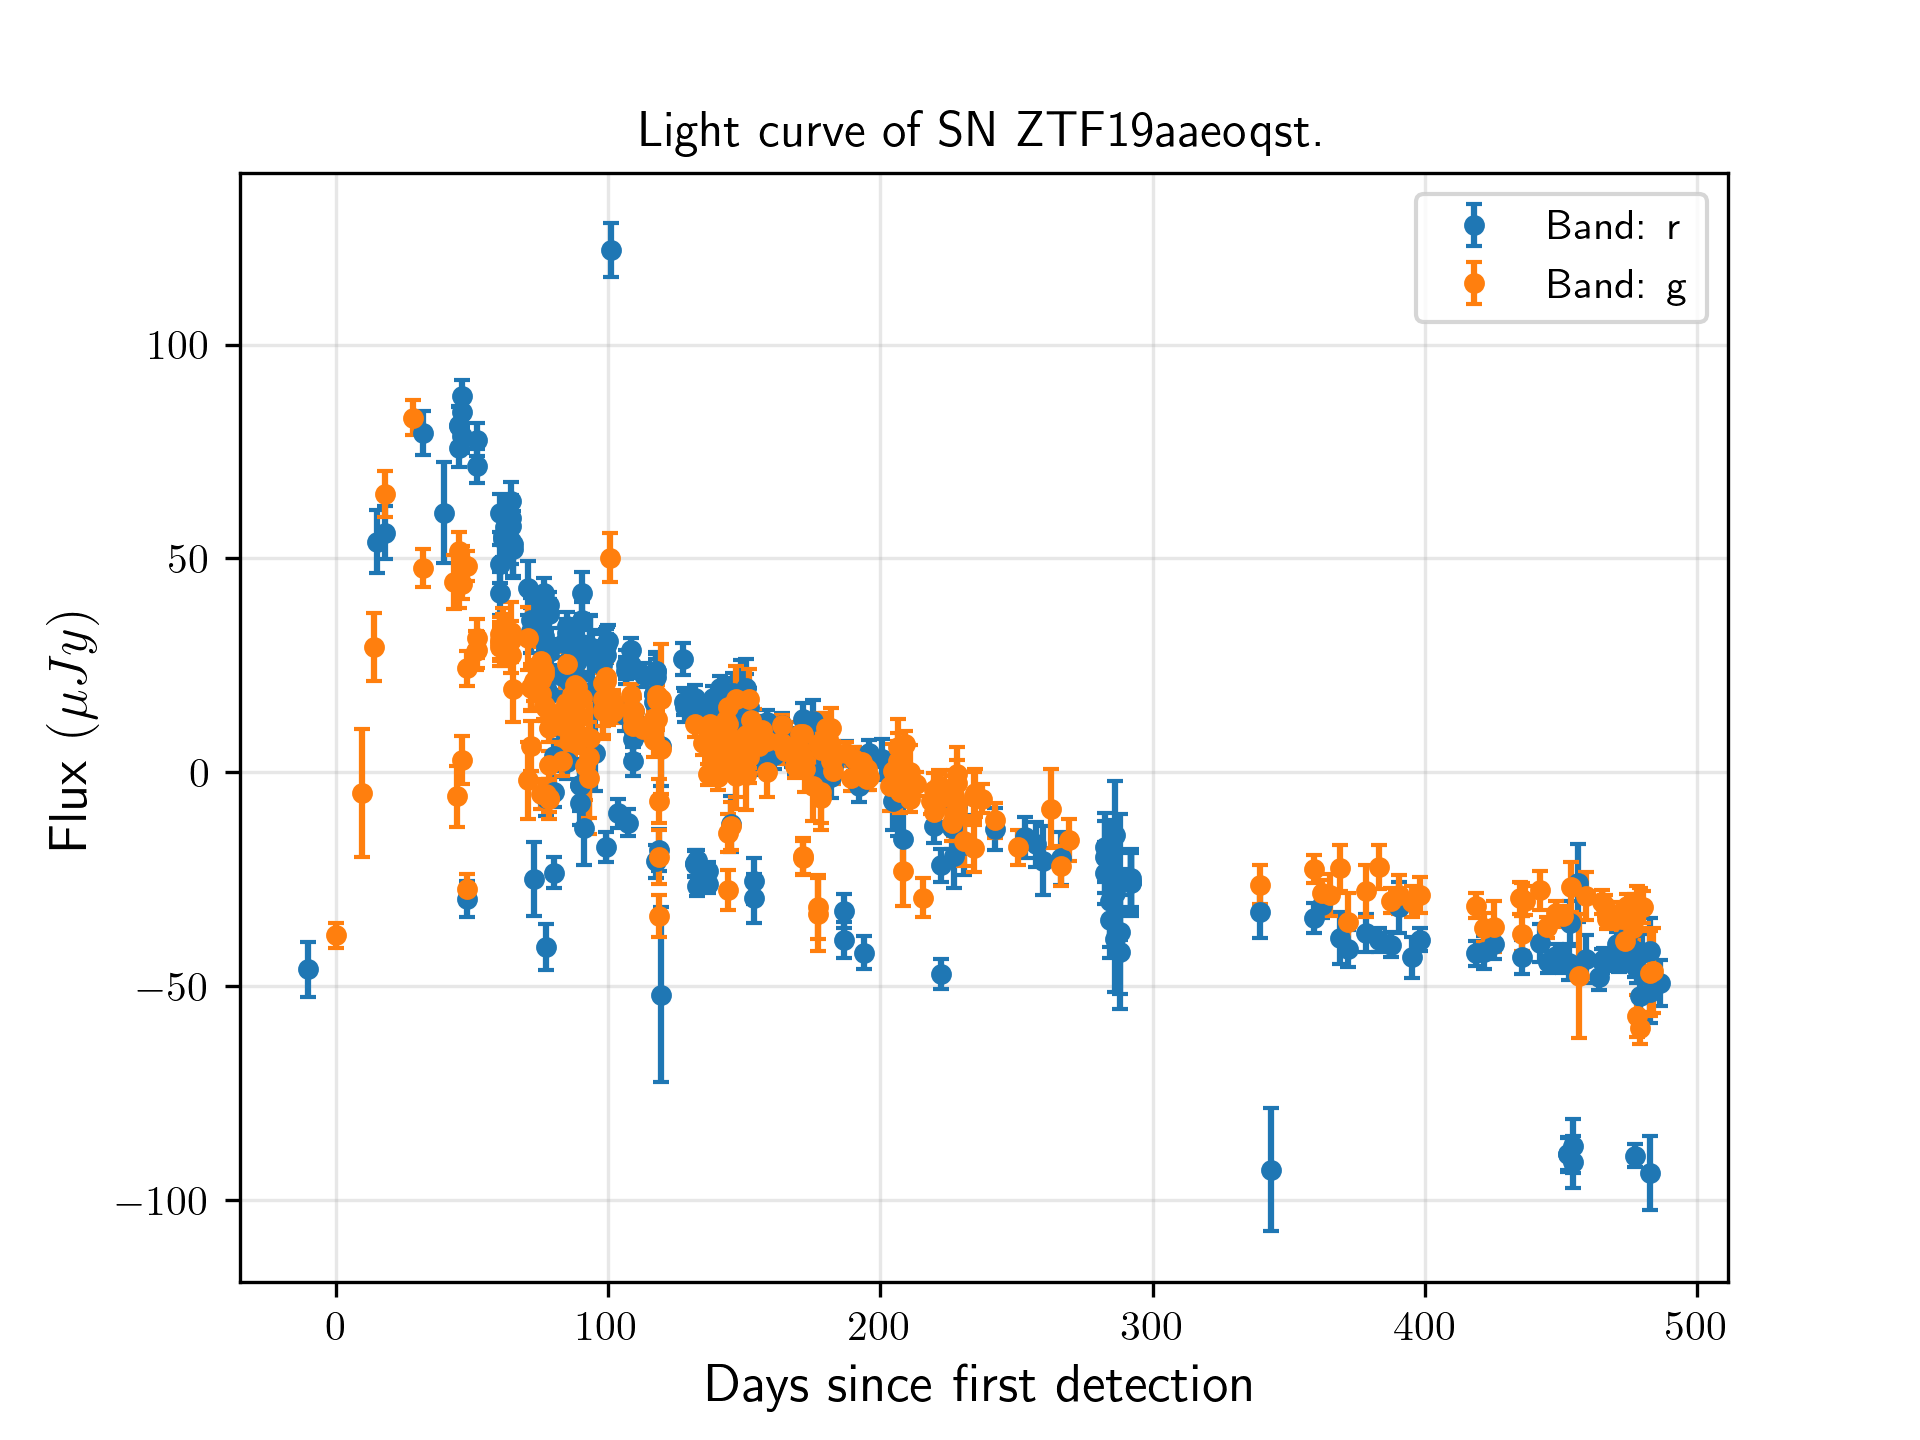 Light curve of SN ZTF19aaeoqst.
Band: r
Band: g
Flux (μJy)
100
50
0
−50
−100
0 100 200 300 400 500
Days since first detection